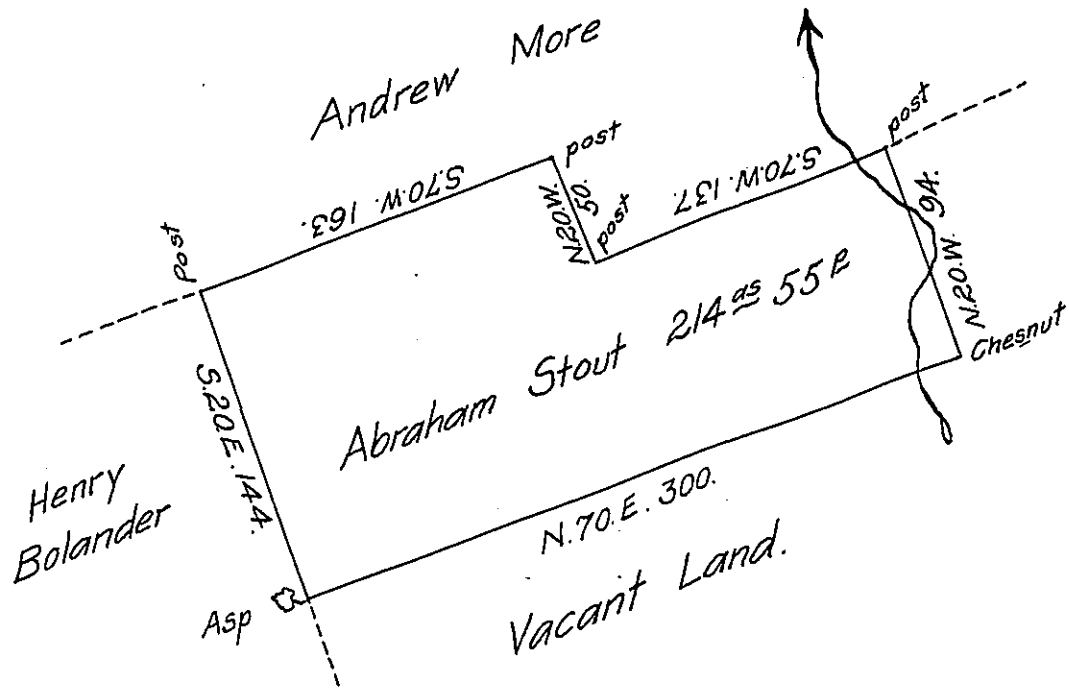 Andrew More
post
S.70.W. 163.
post
N.20.W. 50.
post
S.70.W. 137.
post
N.20.W. 94.
Chesnut
Abraham Stout 214 as 55 p
S.20.E. 144.
Henry
Bolander
N.70.E. 300.
Asp
Vacant Land.